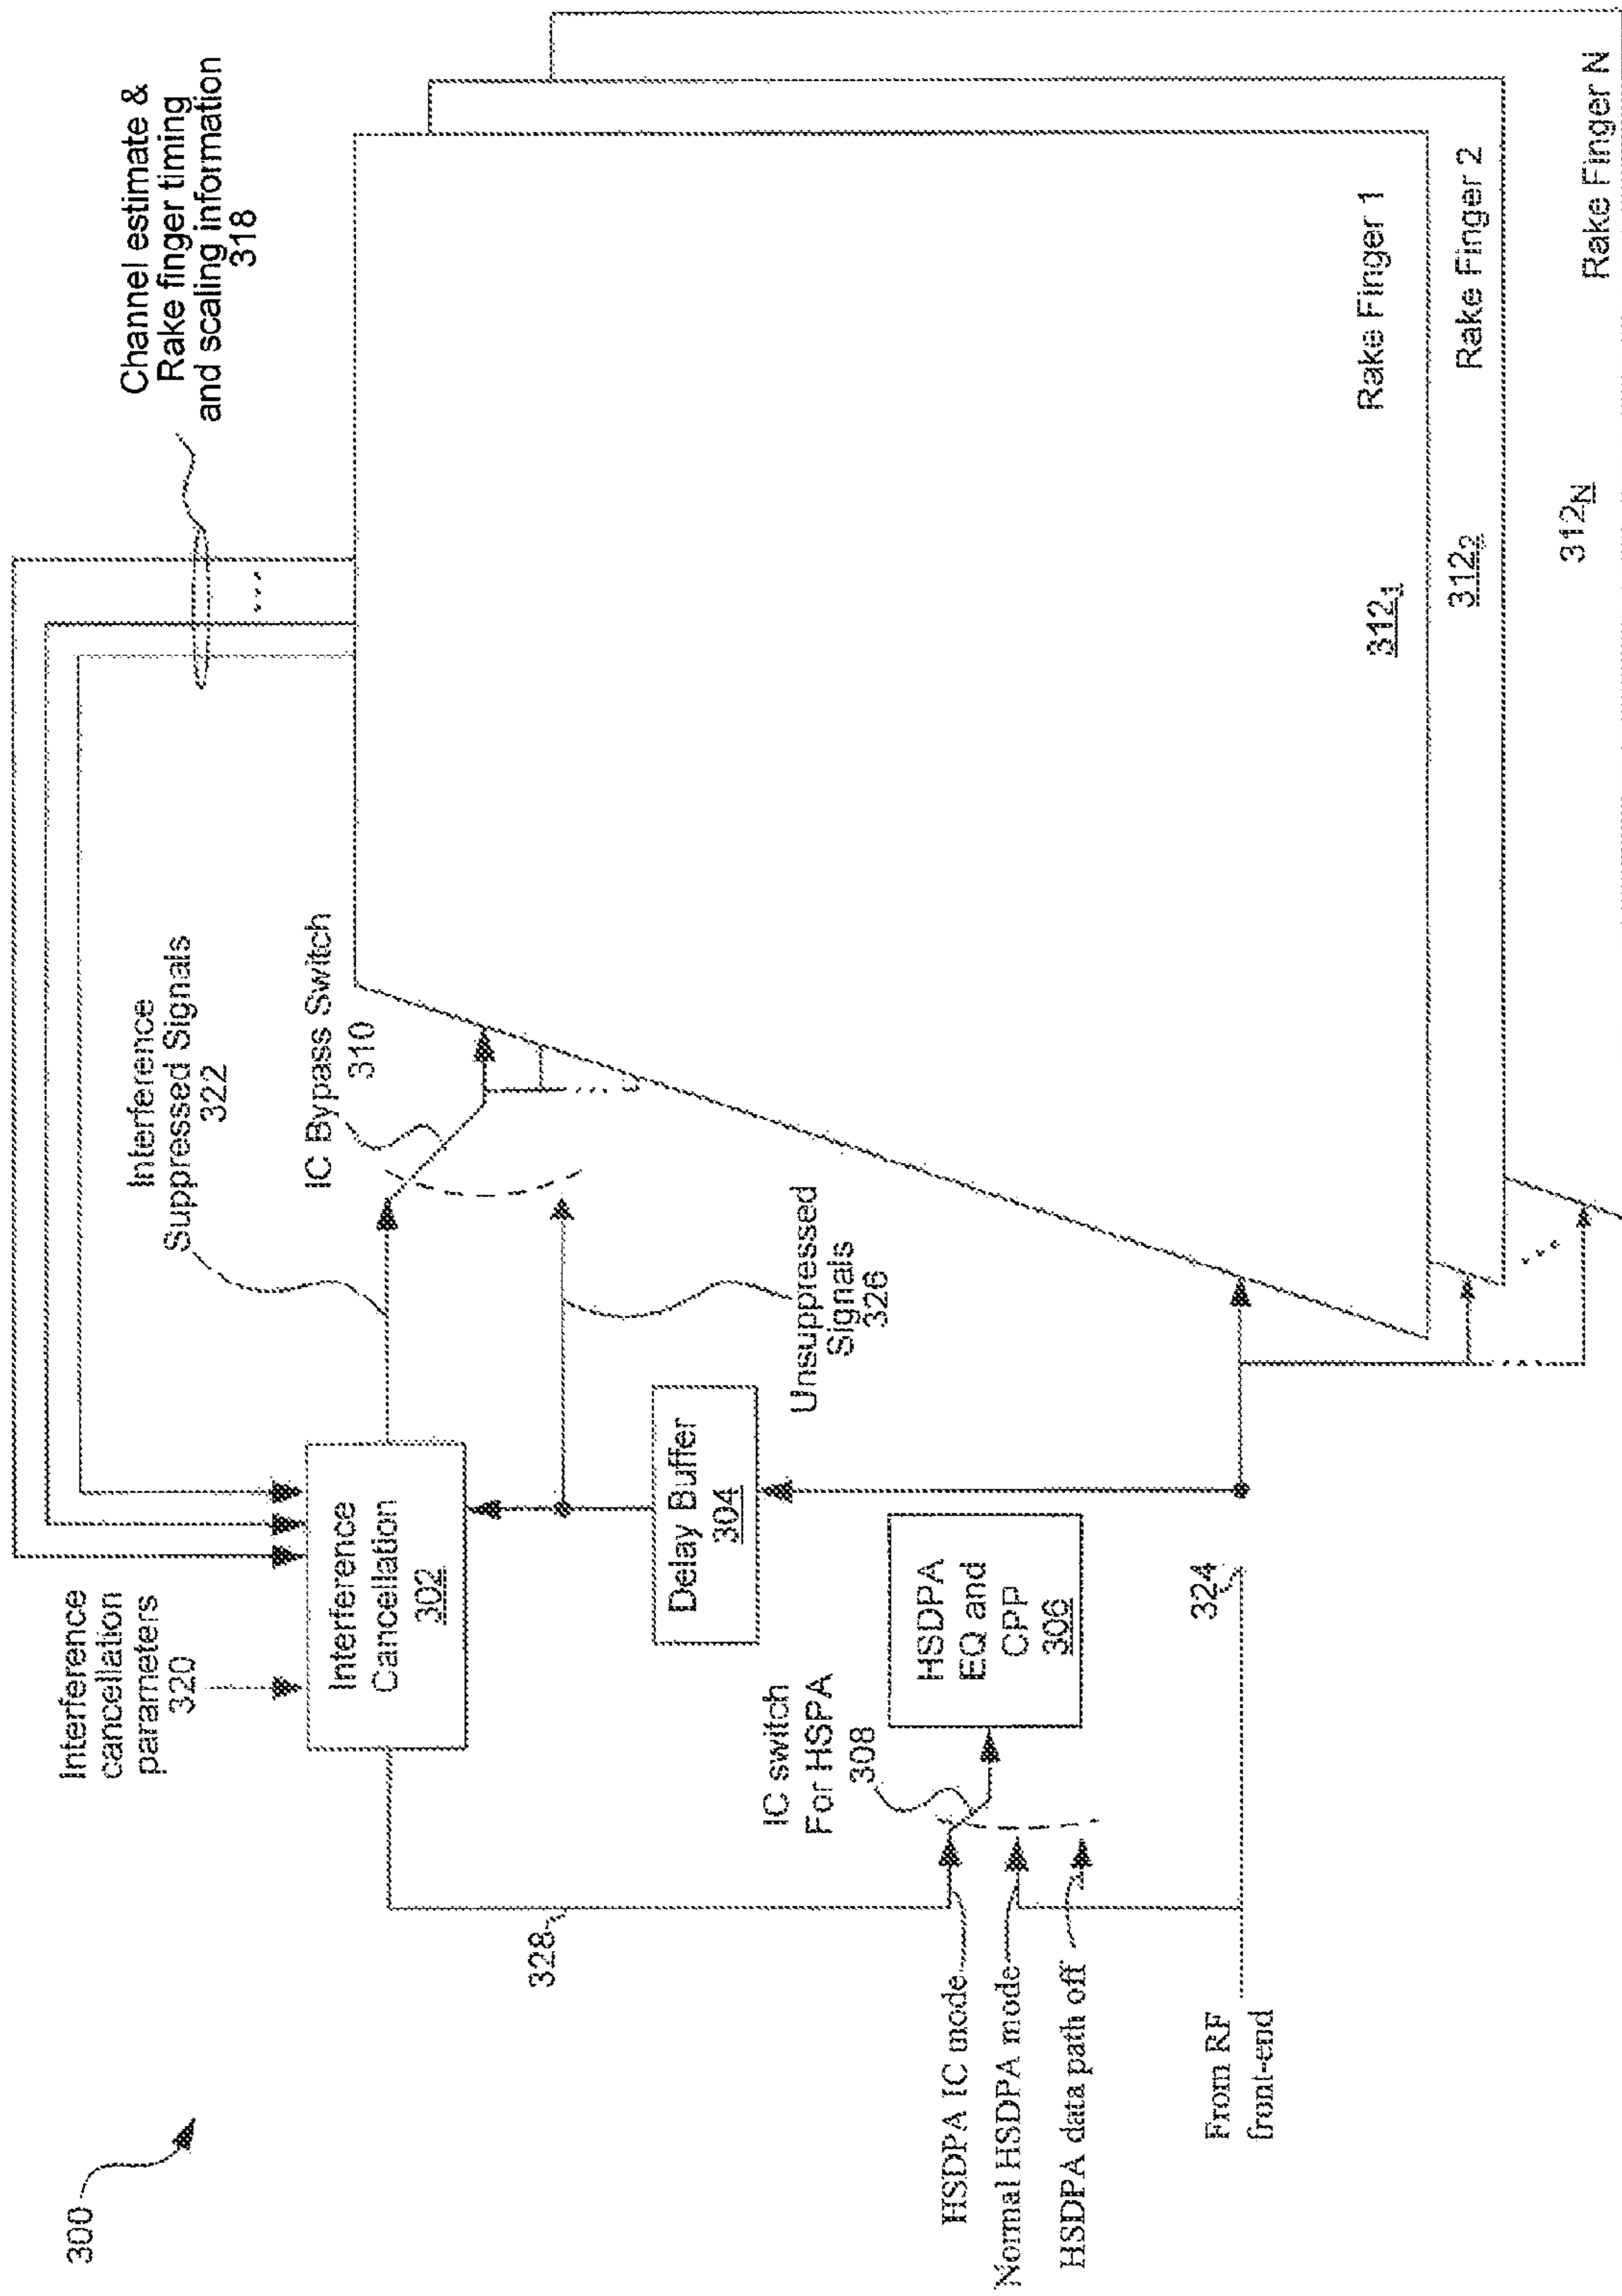 300
Channel estimate &
Rake finger timing
and scaling information
318
Interference
cancellation
parameters
320
Interference
Suppressed Signals
322
IC Bypass Switch
310
Interference
Cancellation
302
328
Unsuppressed
Signals
326
Delay Buffer
304
IC switch
For HSPA
308
HSDPA
EQ and
CPP
306
HSDPA IC mode
Normal HSDPA mode
HSDPA data path off
324
From RF
front-end
312₁
Rake Finger 1
312₂
Rake Finger 2
312N
Rake Finger N